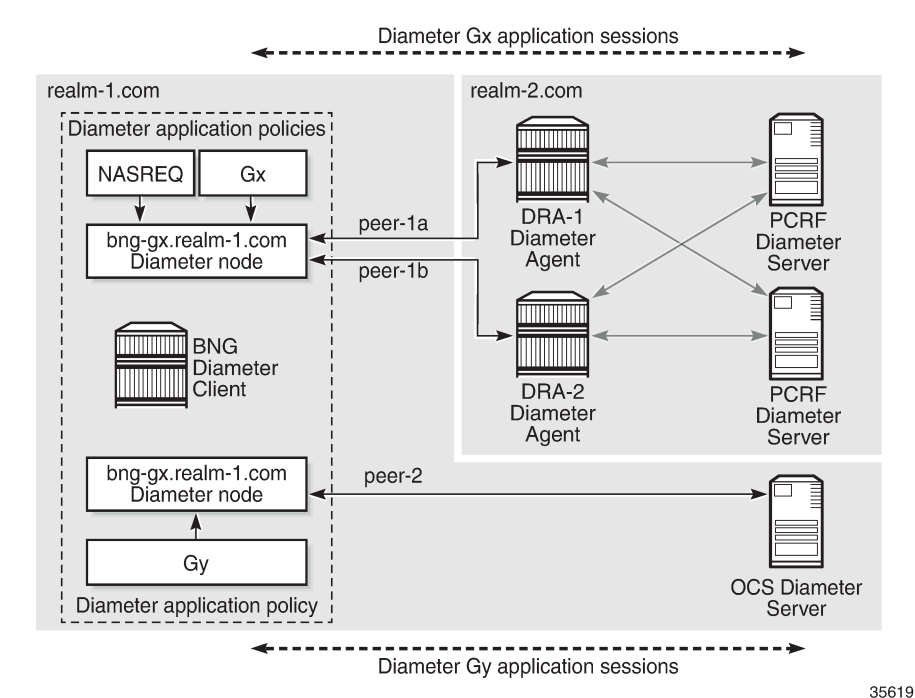 Diameter Gx application sessions
realm-1.com
realm-2.com
Diameter application policies
NASREQ
Gx
bng-gx.realm-1.com
Diameter node
peer-1a
peer-1b
DRA-1
Diameter
Agent
PCRF
Diameter
Server
BNG
Diameter
Client
DRA-2
Diameter
Agent
PCRF
Diameter
Server
bng-gx.realm-1.com
Diameter node
peer-2
Gy
Diameter application policy
OCS Diameter
Server
Diameter Gy application sessions
35619